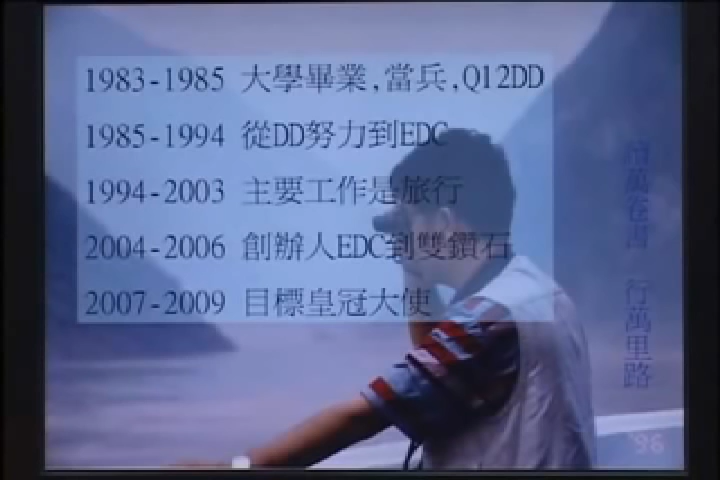 1983-1985 大學畢業,當兵,Q12DD
1985-1994 從DD努力到EDC
1994-2003 主要工作是旅行
2004-2006 創辦人EDC到雙鑽石
2007-2009 目標皇冠大使
讀萬卷書 行萬里路
'96